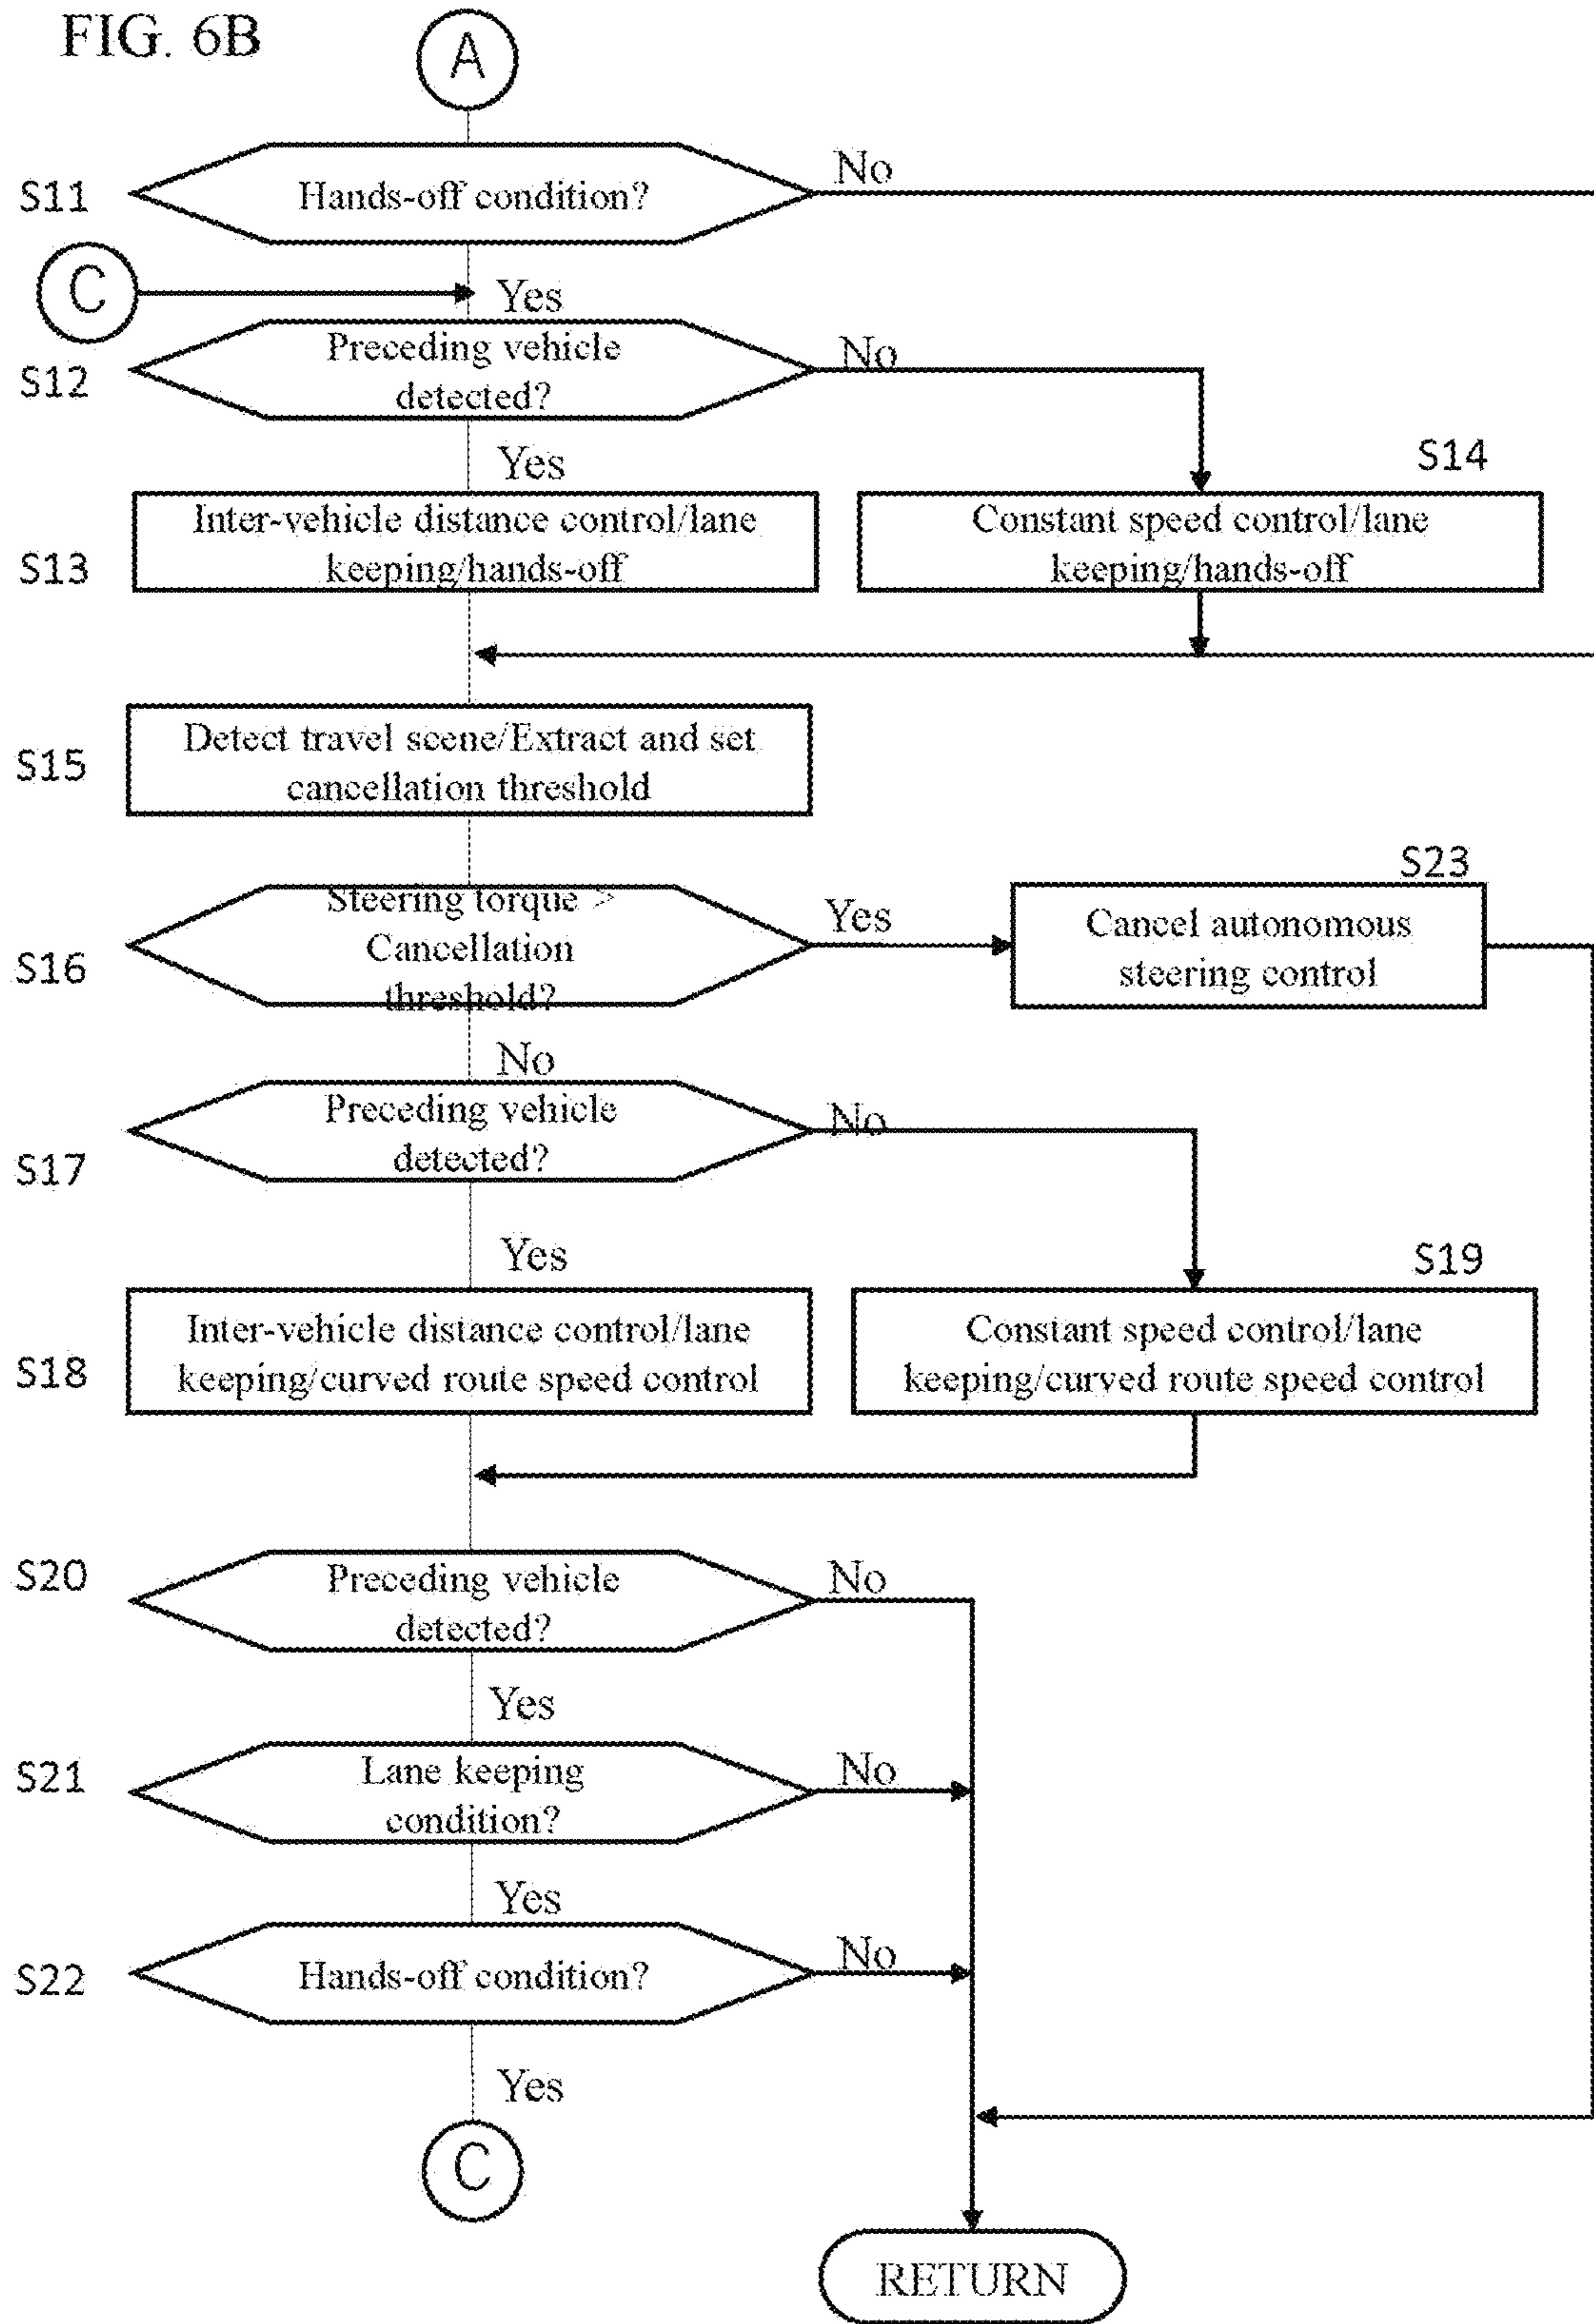 FIG. 6B
A
S11
Hands-off condition?
No
C
Yes
S12
Preceding vehicle
detected?
No
Yes
S14
S13
Inter-vehicle distance control/lane
keeping/hands-off
Constant speed control/lane
keeping/hands-off
S15
Detect travel scene/Extract and set
cancellation threshold
S16
Steering torque >
Cancellation
threshold?
Yes
S23
Cancel autonomous
steering control
No
S17
Preceding vehicle
detected?
No
Yes
S19
S18
Inter-vehicle distance control/lane
keeping/curved route speed control
Constant speed control/lane
keeping/curved route speed control
S20
Preceding vehicle
detected?
No
Yes
S21
Lane keeping
condition?
No
Yes
S22
Hands-off condition?
No
Yes
C
RETURN